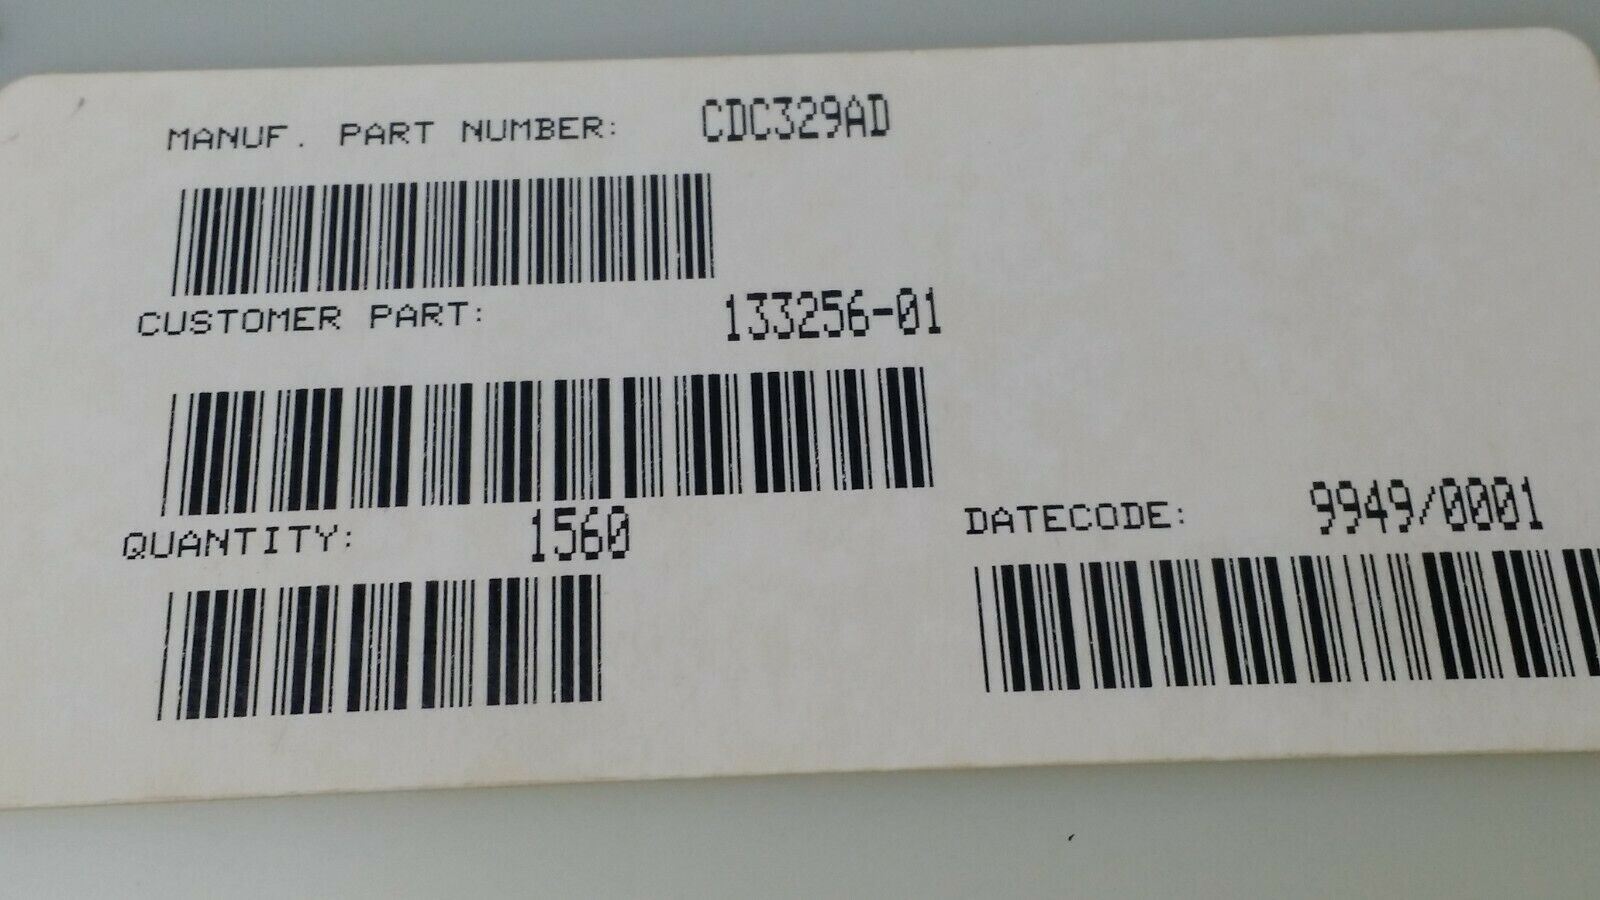 MANUF. PART NUMBER: CDC329AD
CUSTOMER PART: 133256-01
QUANTITY: 1560
DATECODE: 9949/0001